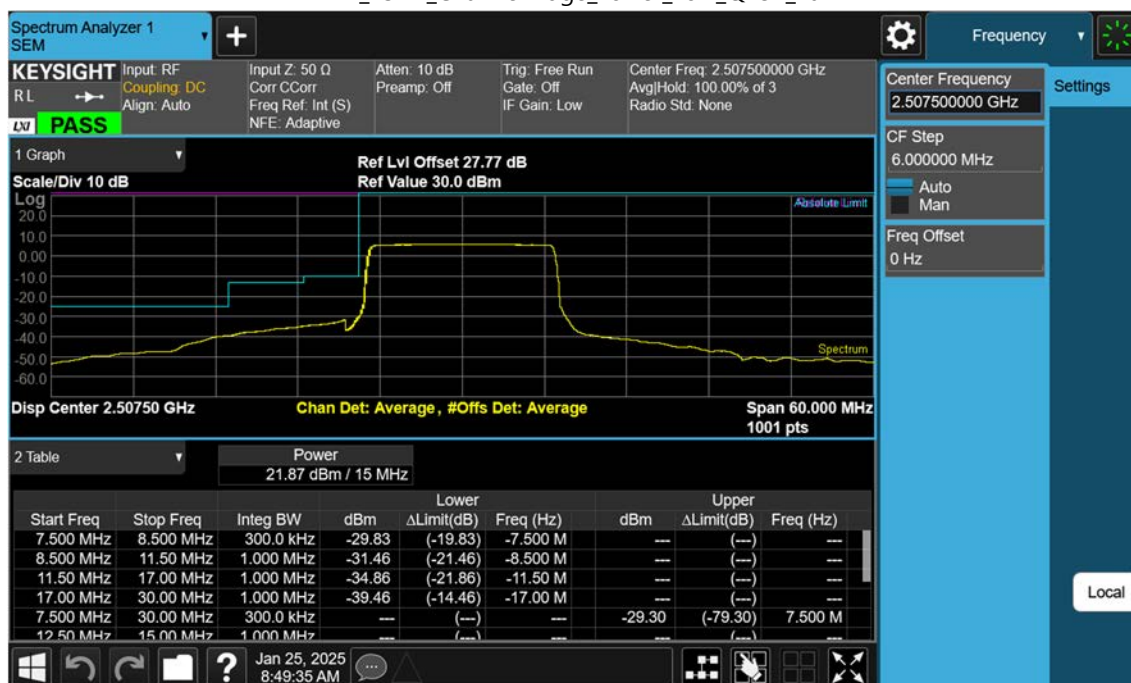 Spectrum Analyzer 1
SEM
+
Frequency
KEYSIGHT
RL
LXI PASS
Input: RF
Coupling: DC
Align: Auto
Input Z: 50 Ω
Corr CCorr
Freq Ref: Int (S)
NFE: Adaptive
Atten: 10 dB
Preamp: Off
Trig: Free Run
Gate: Off
IF Gain: Low
Center Freq: 2.507500000 GHz
Avg|Hold: 100.00% of 3
Radio Std: None
Center Frequency
2.507500000 GHz
Settings
CF Step
6.000000 MHz
Auto
Man
Freq Offset
0 Hz
Local
1 Graph
Scale/Div 10 dB
Ref Lvl Offset 27.77 dB
Ref Value 30.0 dBm
Log
20.0
10.0
0.00
-10.0
-20.0
-30.0
-40.0
-50.0
-60.0
Absolute Limit
Spectrum
Disp Center 2.50750 GHz
Chan Det: Average, #Offs Det: Average
Span 60.000 MHz
1001 pts
2 Table
Power
21.87 dBm / 15 MHz
Lower Upper
Start Freq Stop Freq Integ BW dBm ΔLimit(dB) Freq (Hz) dBm ΔLimit(dB) Freq (Hz)
7.500 MHz 8.500 MHz 300.0 kHz -29.83 (-19.83) -7.500 M --- (---) ---
8.500 MHz 11.50 MHz 1.000 MHz -31.46 (-21.46) -8.500 M --- (---) ---
11.50 MHz 17.00 MHz 1.000 MHz -34.86 (-21.86) -11.50 M --- (---) ---
17.00 MHz 30.00 MHz 1.000 MHz -39.46 (-14.46) -17.00 M --- (---) ---
7.500 MHz 30.00 MHz 300.0 kHz --- (---) --- -29.30 (-79.30) 7.500 M
12.50 MHz 15.00 MHz 1.000 MHz --- (---) --- --- (---) ---
?
Jan 25, 2025
8:49:35 AM